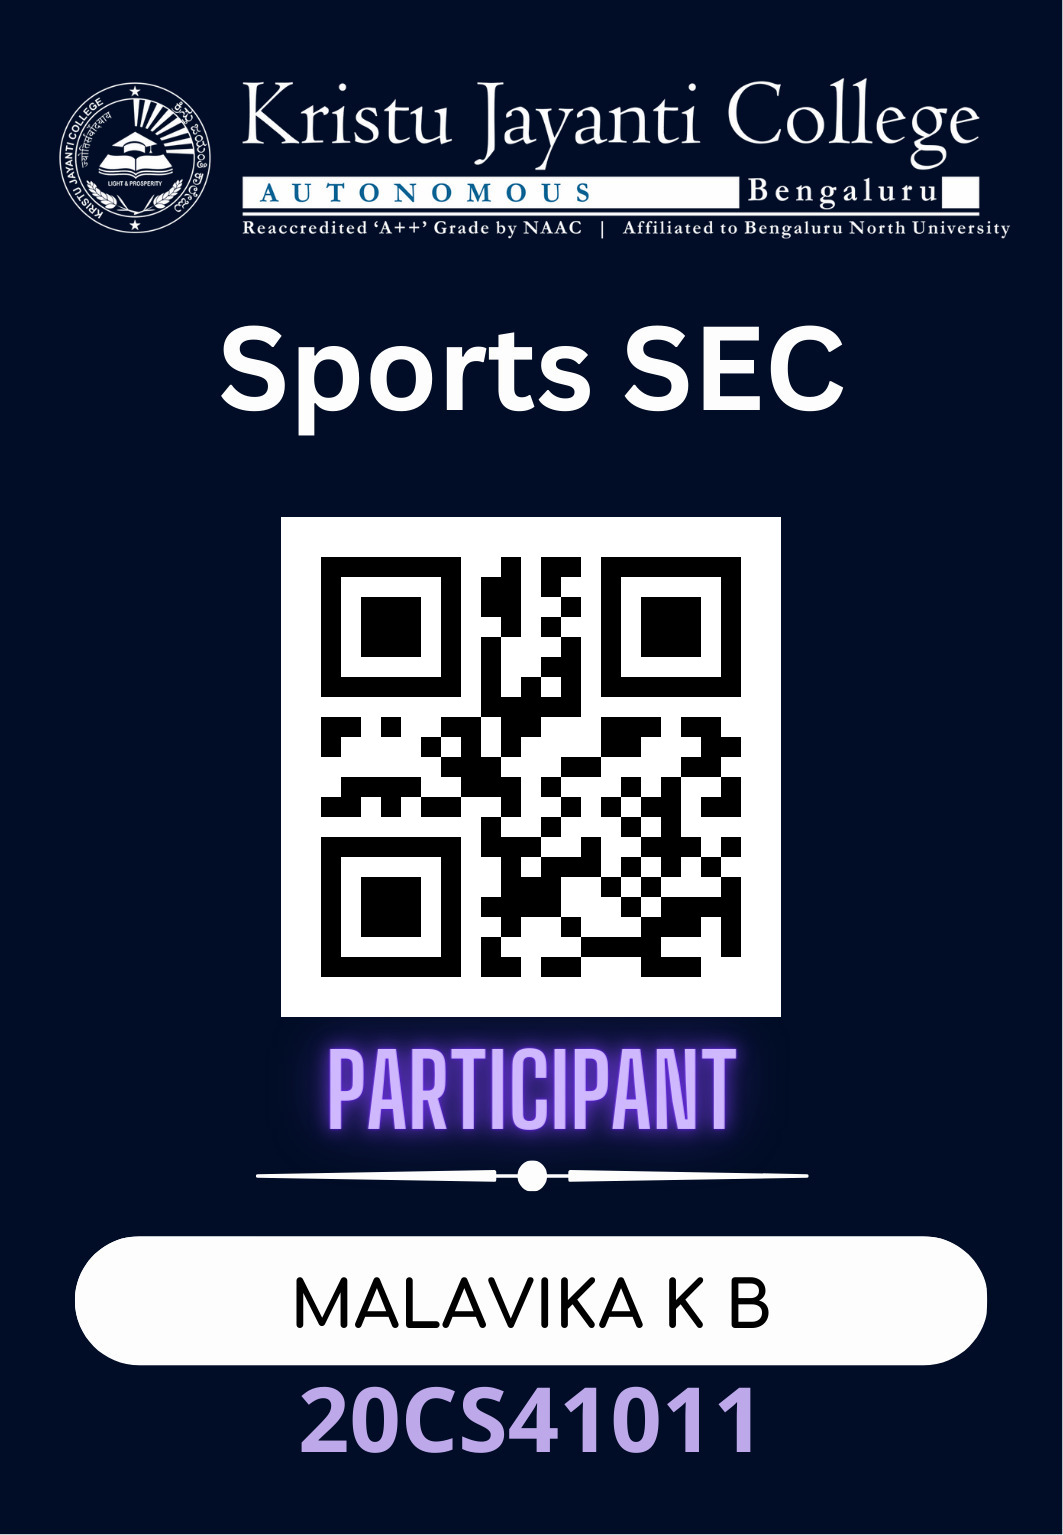 Kristu Jayanti College
AUTONOMOUS Bengaluru
Reaccredited ‘A++’ Grade by NAAC | Affiliated to Bengaluru North University
KRISTU JAYANTI COLLEGE
LIGHT & PROSPERITY
Sports SEC
PARTICIPANT
MALAVIKA K B
20CS41011